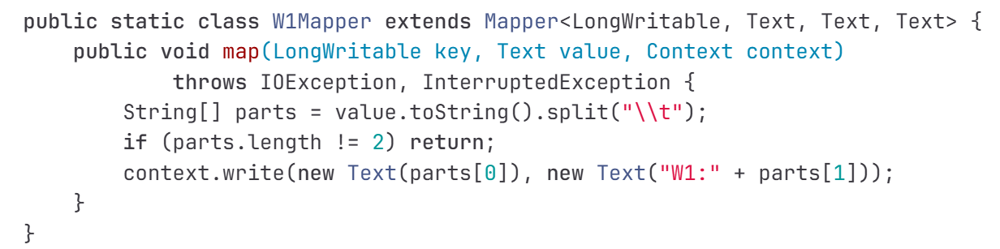 public static class W1Mapper extends Mapper<LongWritable, Text, Text, Text> {
    public void map(LongWritable key, Text value, Context context)
            throws IOException, InterruptedException {
        String[] parts = value.toString().split("\\t");
        if (parts.length != 2) return;
        context.write(new Text(parts[0]), new Text("W1:" + parts[1]));
    }
}